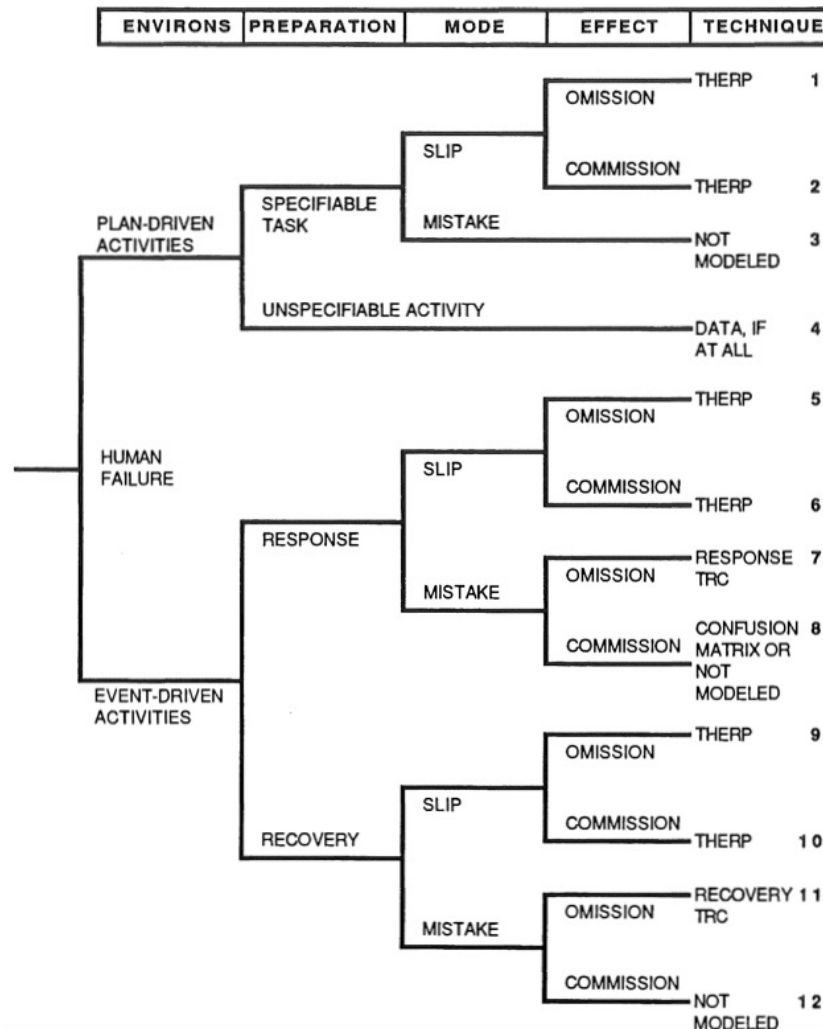 ENVIRONS PREPARATION MODE EFFECT TECHNIQUE
THERP 1
OMISSION
SLIP
COMMISSION
THERP 2
SPECIFIABLE
TASK
MISTAKE
PLAN-DRIVEN
ACTIVITIES
NOT 3
MODELED
UNSPECIFIABLE ACTIVITY
DATA, IF 4
AT ALL
THERP 5
OMISSION
HUMAN
FAILURE
SLIP
COMMISSION
THERP 6
RESPONSE
RESPONSE 7
TRC
OMISSION
MISTAKE
CONFUSION 8
MATRIX OR
NOT
MODELED
COMMISSION
EVENT-DRIVEN
ACTIVITIES
THERP 9
OMISSION
SLIP
COMMISSION
RECOVERY
THERP 10
RECOVERY 11
TRC
OMISSION
MISTAKE
COMMISSION
NOT 12
MODELED